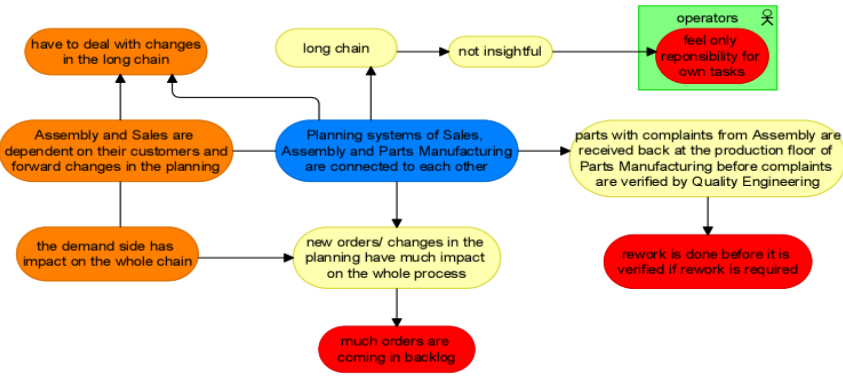 operators
have to deal with changes
in the long chain
long chain
not insightful
feel only
reponsibility for
own tasks
Assembly and Sales are
dependent on their customers and
forward changes in the planning
Planning systems of Sales,
Assembly and Parts Manufacturing
are connected to each other
parts with complaints from Assembly are
received back at the production floor of
Parts Manufacturing before complaints
are verified by Quality Engineering
the demand side has
impact on the whole chain
new orders/ changes in the
planning have much impact
on the whole process
rework is done before it is
verified if rework is required
much orders are
coming in backlog